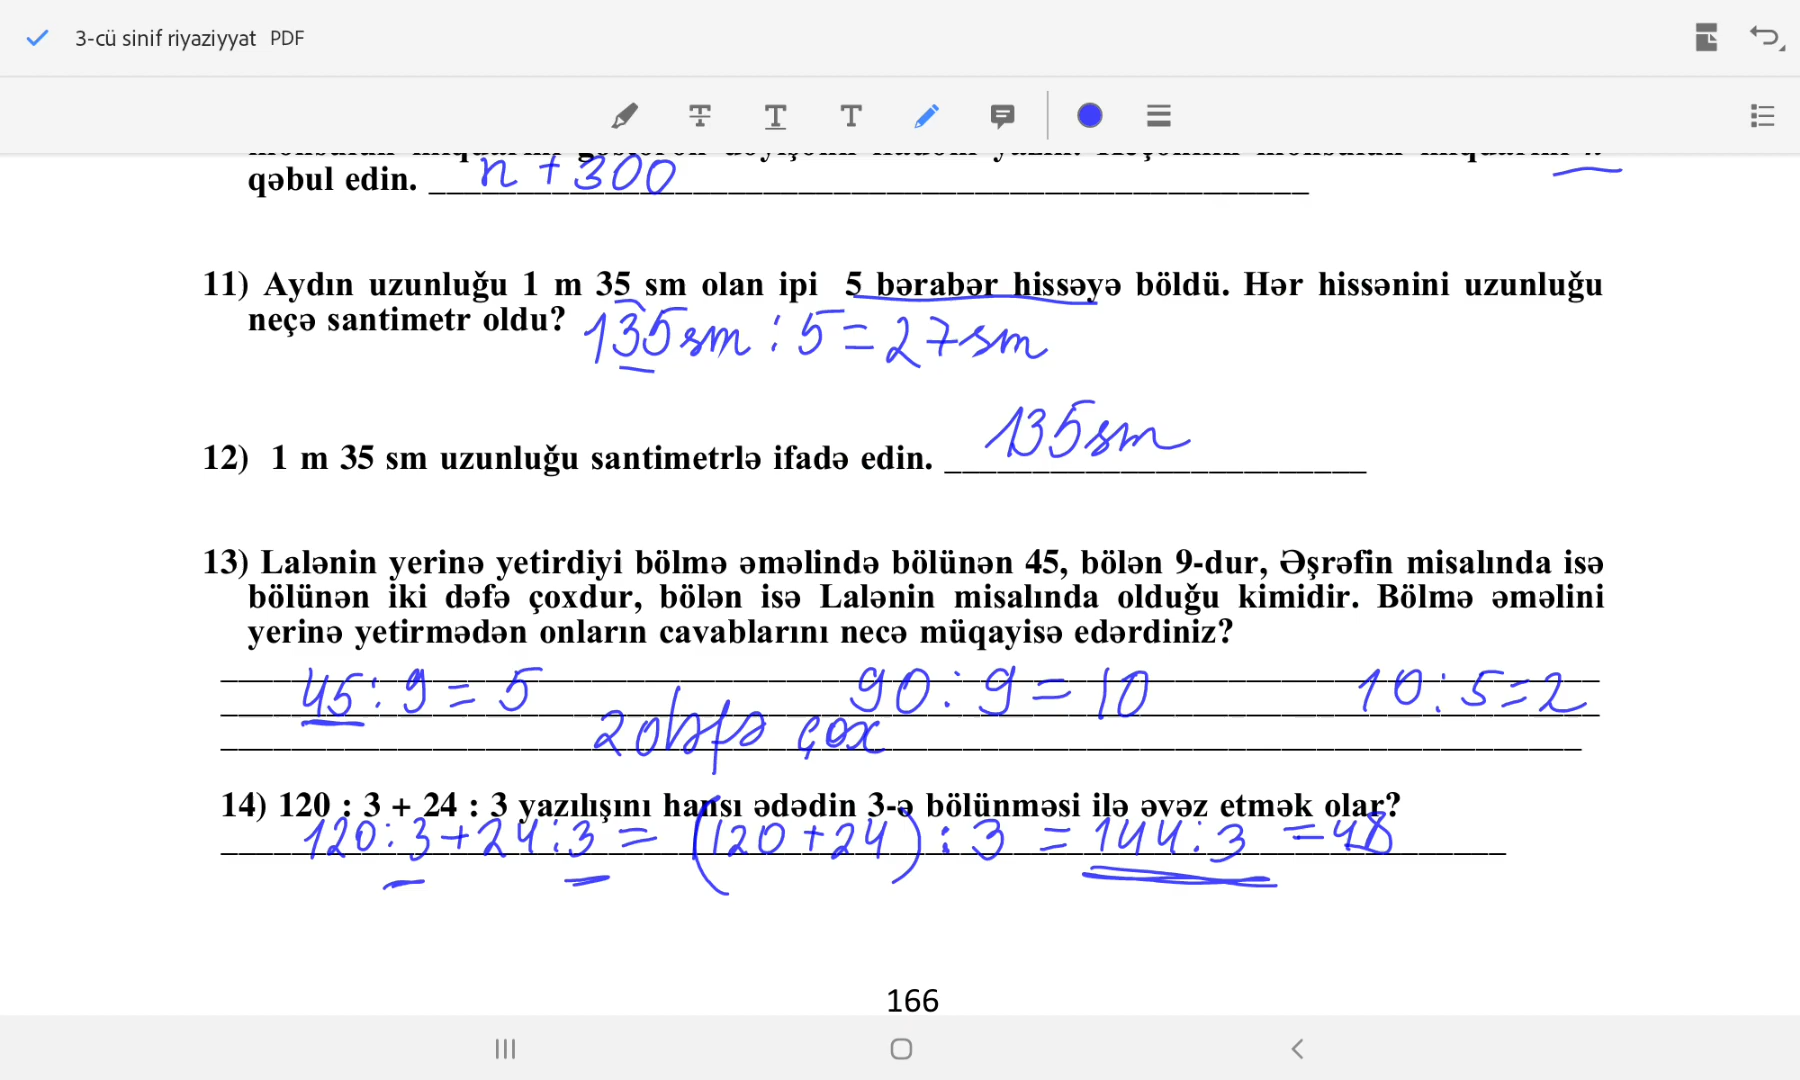 3-cü sinif riyaziyyat PDF
qəbul edin. n + 300
11) Aydın uzunluğu 1 m 35 sm olan ipi 5 bərabər hissəyə böldü. Hər hissənini uzunluğu
neçə santimetr oldu? 135 sm : 5 = 27 sm
135 sm
12) 1 m 35 sm uzunluğu santimetrlə ifadə edin.
13) Lalənin yerinə yetirdiyi bölmə əməlində bölünən 45, bölən 9-dur, Əşrəfin misalında isə
bölünən iki dəfə çoxdur, bölən isə Lalənin misalında olduğu kimidir. Bölmə əməlini
yerinə yetirmədən onların cavablarını necə müqayisə edərdiniz?
45 : 9 = 5 90 : 9 = 10 10 : 5 = 2
2 dəfə çox
14) 120 : 3 + 24 : 3 yazılışını hansı ədədin 3-ə bölünməsi ilə əvəz etmək olar?
120 : 3 + 24 : 3 = (120 + 24) : 3 = 144 : 3 = 48
166